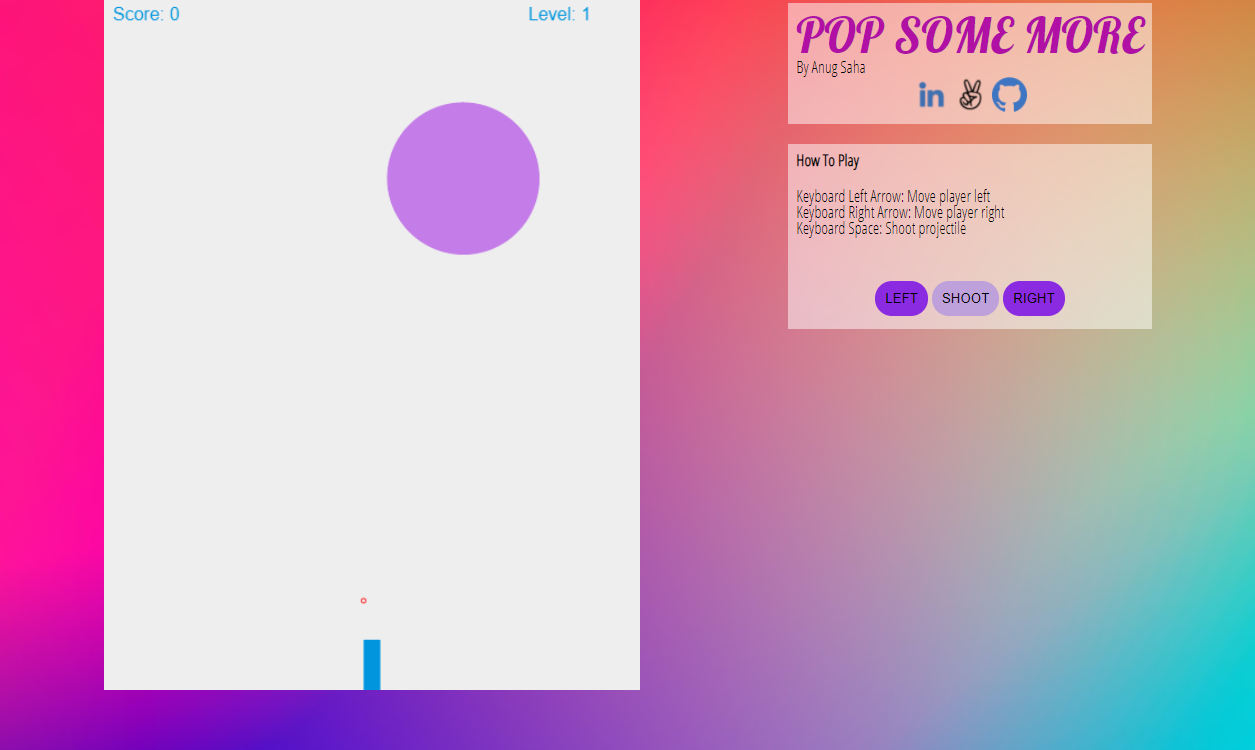 Score: 0
Level: 1
POP SOME MORE
By Anug Saha
in
How To Play
Keyboard Left Arrow: Move player left
Keyboard Right Arrow: Move player right
Keyboard Space: Shoot projectile
LEFT SHOOT RIGHT